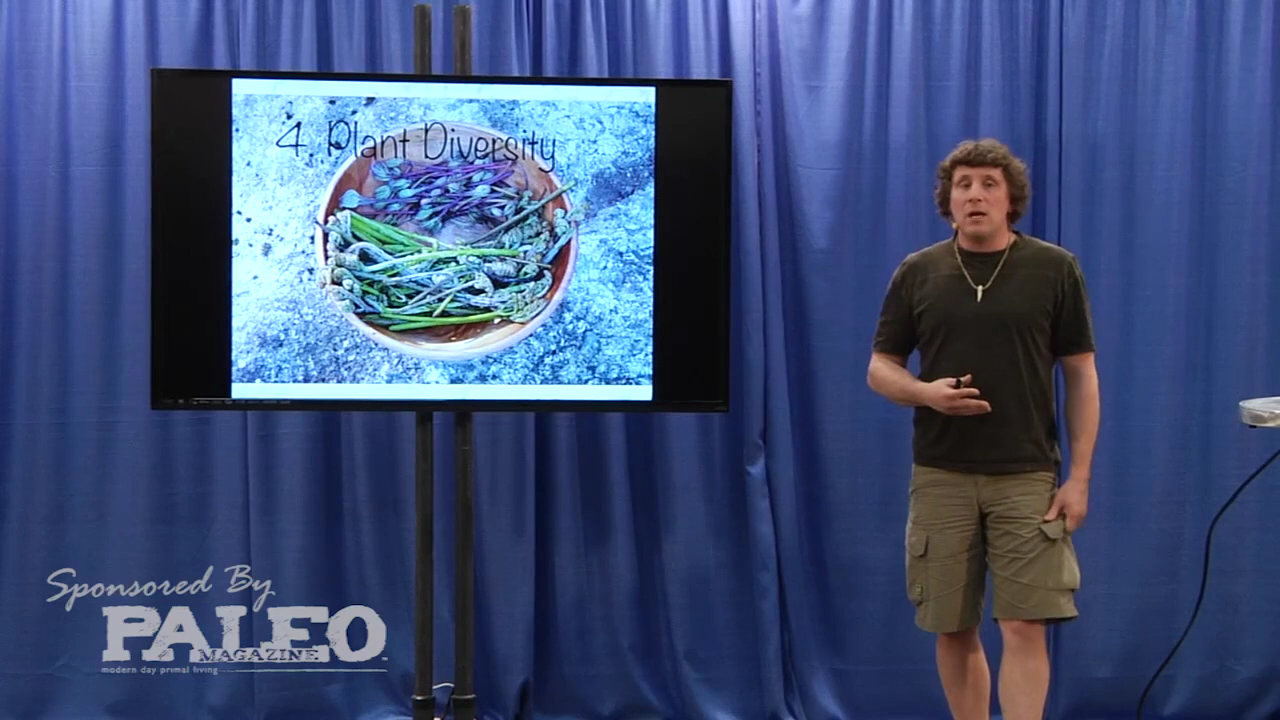 4 Plant Diversity
Sponsored By
PALEO
MAGAZINE
modern day primal living